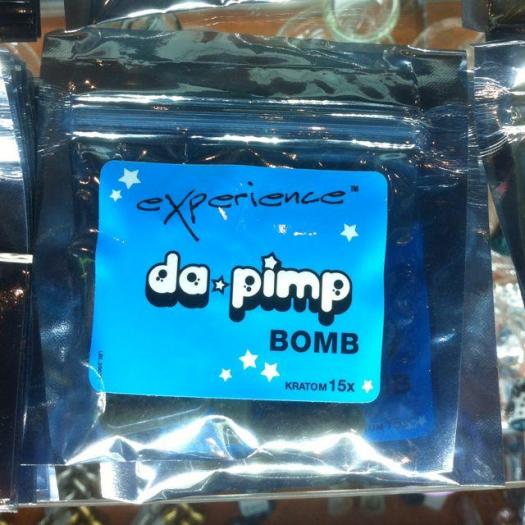 eXperience™
da pimp
BOMB
KRATOM 15x